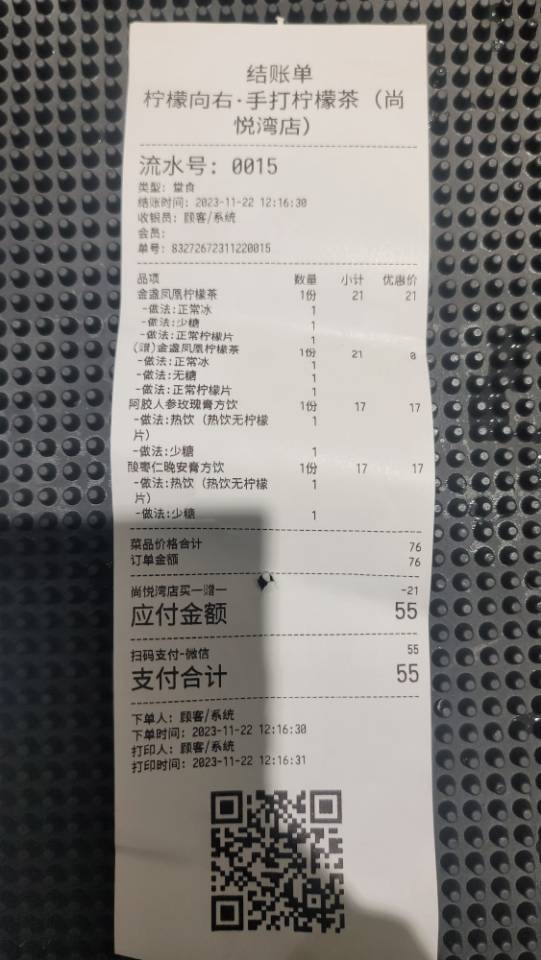 结账单
柠檬向右·手打柠檬茶（尚
悦湾店）
流水号: 0015
类型: 堂食
结账时间: 2023-11-22 12:16:30
收银员: 顾客/系统
会员:
单号: 83272672311220015
品项 数量 小计 优惠价
金盏凤凰柠檬茶 1份 21 21
-做法:正常冰 1
-做法:少糖 1
-做法:正常柠檬片 1
(赠)金盏凤凰柠檬茶 1份 21 0
-做法:正常冰 1
-做法:无糖 1
-做法:正常柠檬片 1
阿胶人参玫瑰膏方饮 1份 17 17
-做法:热饮（热饮无柠檬 1
片）
-做法:少糖 1
酸枣仁晚安膏方饮 1份 17 17
-做法:热饮（热饮无柠檬 1
片）
-做法:少糖 1
菜品价格合计 76
订单金额 76
尚悦湾店买一赠一 -21
应付金额 55
扫码支付-微信 55
支付合计 55
下单人: 顾客/系统
下单时间: 2023-11-22 12:16:30
打印人: 顾客/系统
打印时间: 2023-11-22 12:16:31